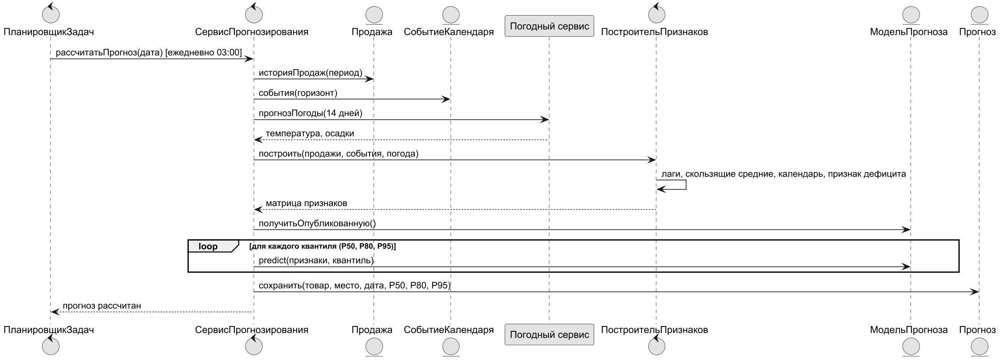 ПланировщикЗадач
СервисПрогнозирования
Продажа
СобытиеКалендаря
Погодный сервис
ПостроительПризнаков
МодельПрогноза
Прогноз
рассчитатьПрогноз(дата) [ежедневно 03:00]
историяПродаж(период)
события(горизонт)
прогнозПогоды(14 дней)
температура, осадки
построить(продажи, события, погода)
лаги, скользящие средние, календарь, признак дефицита
матрица признаков
получитьОпубликованную()
loop
[для каждого квантиля (P50, P80, P95)]
predict(признаки, квантиль)
сохранить(товар, место, дата, P50, P80, P95)
прогноз рассчитан
ПланировщикЗадач
СервисПрогнозирования
Продажа
СобытиеКалендаря
Погодный сервис
ПостроительПризнаков
МодельПрогноза
Прогноз